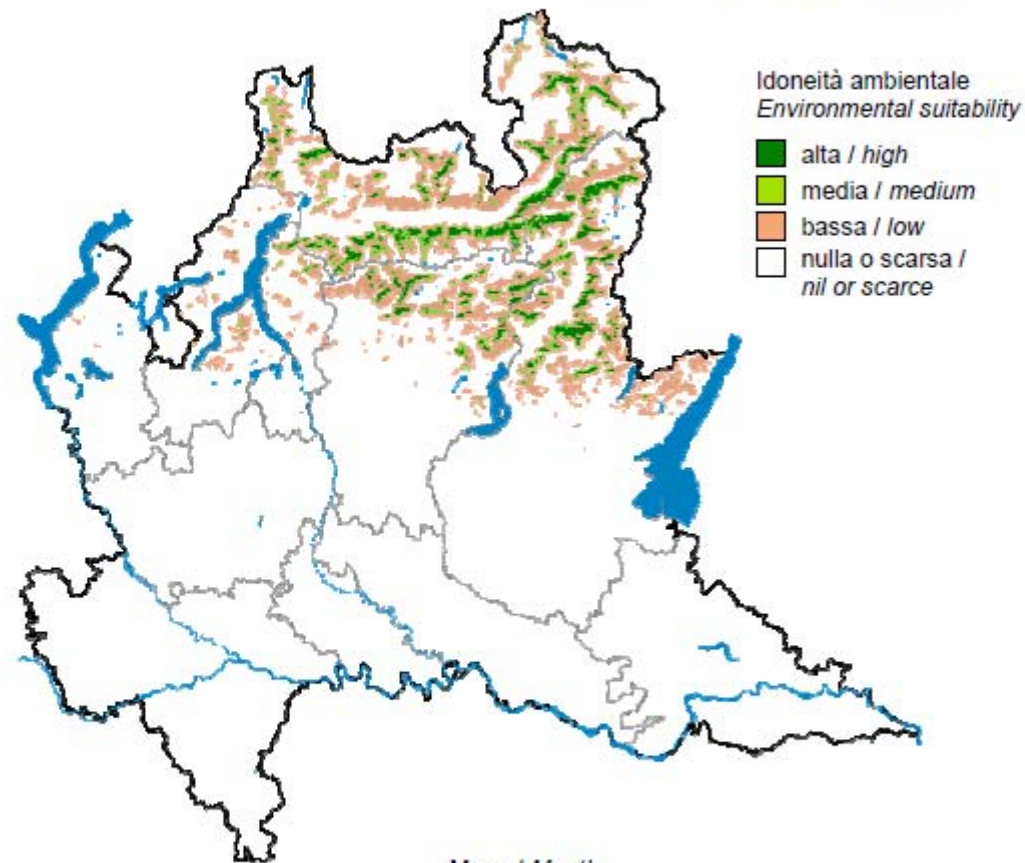 Idoneità ambientale
Environmental suitability
alta / high
media / medium
bassa / low
nulla o scarsa /
nil or scarce